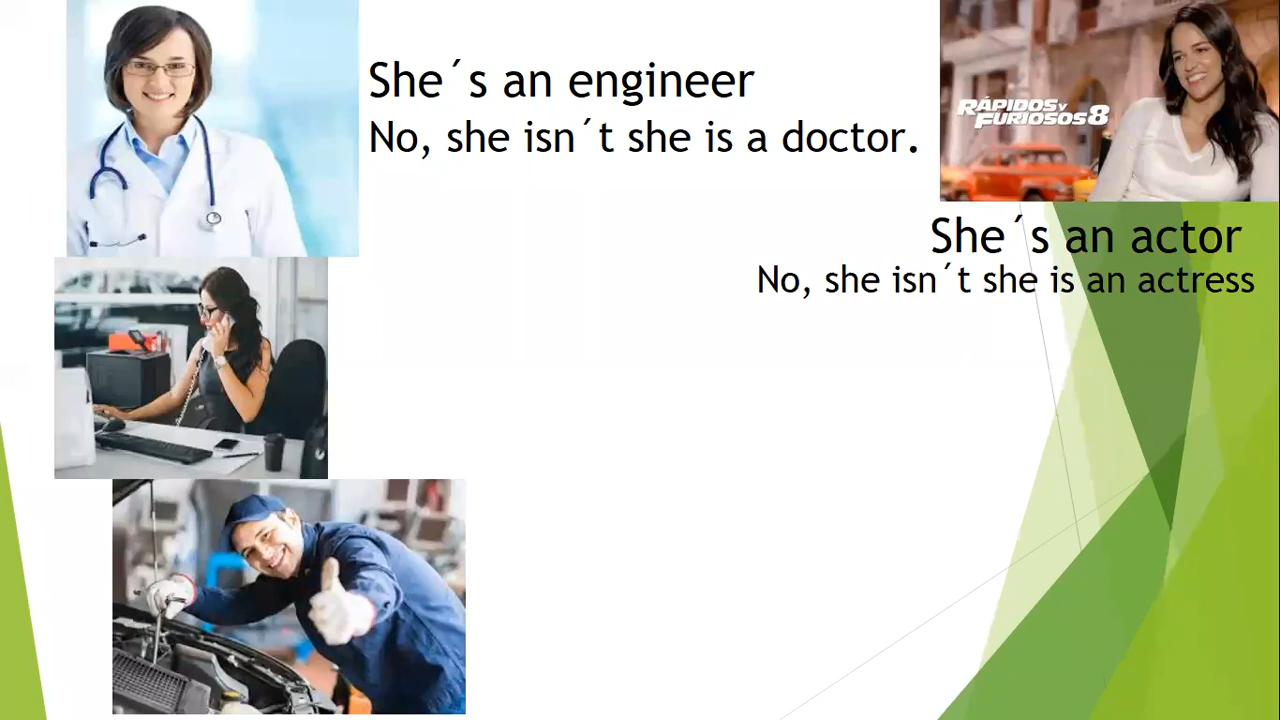 She´s an engineer
No, she isn´t she is a doctor.
RÁPIDOS Y
FURIOSOS 8
She´s an actor
No, she isn´t she is an actress